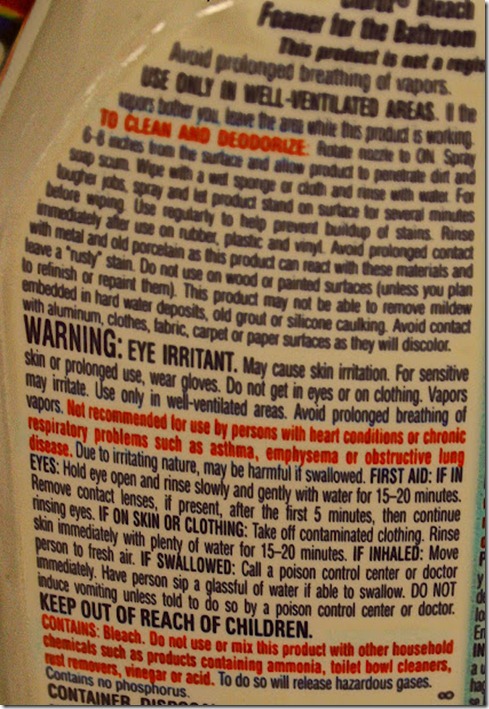 Bleach
Foamer for the Bathroom
This product is not a
Avoid prolonged breathing of vapors.
USE ONLY IN WELL-VENTILATED AREAS. If the
vapors bother you, leave the area while this product is working.
TO CLEAN AND DEODORIZE: Rotate nozzle to ON. Spray
6-8 inches from the surface and allow product to penetrate dirt and
soap scum. Wipe with a wet sponge or cloth and rinse with water. For
tougher jobs, spray and let product stand on surface for several minutes
before wiping. Use regularly to help prevent buildup of stains. Rinse
immediately after use on rubber, plastic and vinyl. Avoid prolonged contact
with metal and old porcelain as this product can react with these materials and
leave a "rusty" stain. Do not use on wood or painted surfaces (unless you plan
to refinish or repaint them). This product may not be able to remove mildew
embedded in hard water deposits, old grout or silicone caulking. Avoid contact
with aluminum, clothes, fabric, carpet or paper surfaces as they will discolor.
WARNING: EYE IRRITANT. May cause skin irritation. For sensitive
skin or prolonged use, wear gloves. Do not get in eyes or on clothing. Vapors
may irritate. Use only in well-ventilated areas. Avoid prolonged breathing of
vapors. Not recommended for use by persons with heart conditions or chronic
respiratory problems such as asthma, emphysema or obstructive lung
disease. Due to irritating nature, may be harmful if swallowed. FIRST AID: IF IN
EYES: Hold eye open and rinse slowly and gently with water for 15-20 minutes.
Remove contact lenses, if present, after the first 5 minutes, then continue
rinsing eyes. IF ON SKIN OR CLOTHING: Take off contaminated clothing. Rinse
skin immediately with plenty of water for 15-20 minutes. IF INHALED: Move
person to fresh air. IF SWALLOWED: Call a poison control center or doctor
immediately. Have person sip a glassful of water if able to swallow. DO NOT
induce vomiting unless told to do so by a poison control center or doctor.
KEEP OUT OF REACH OF CHILDREN.
CONTAINS: Bleach. Do not use or mix this product with other household
chemicals such as products containing ammonia, toilet bowl cleaners,
rust removers, vinegar or acid. To do so will release hazardous gases.
Contains no phosphorus.
CONTAINER